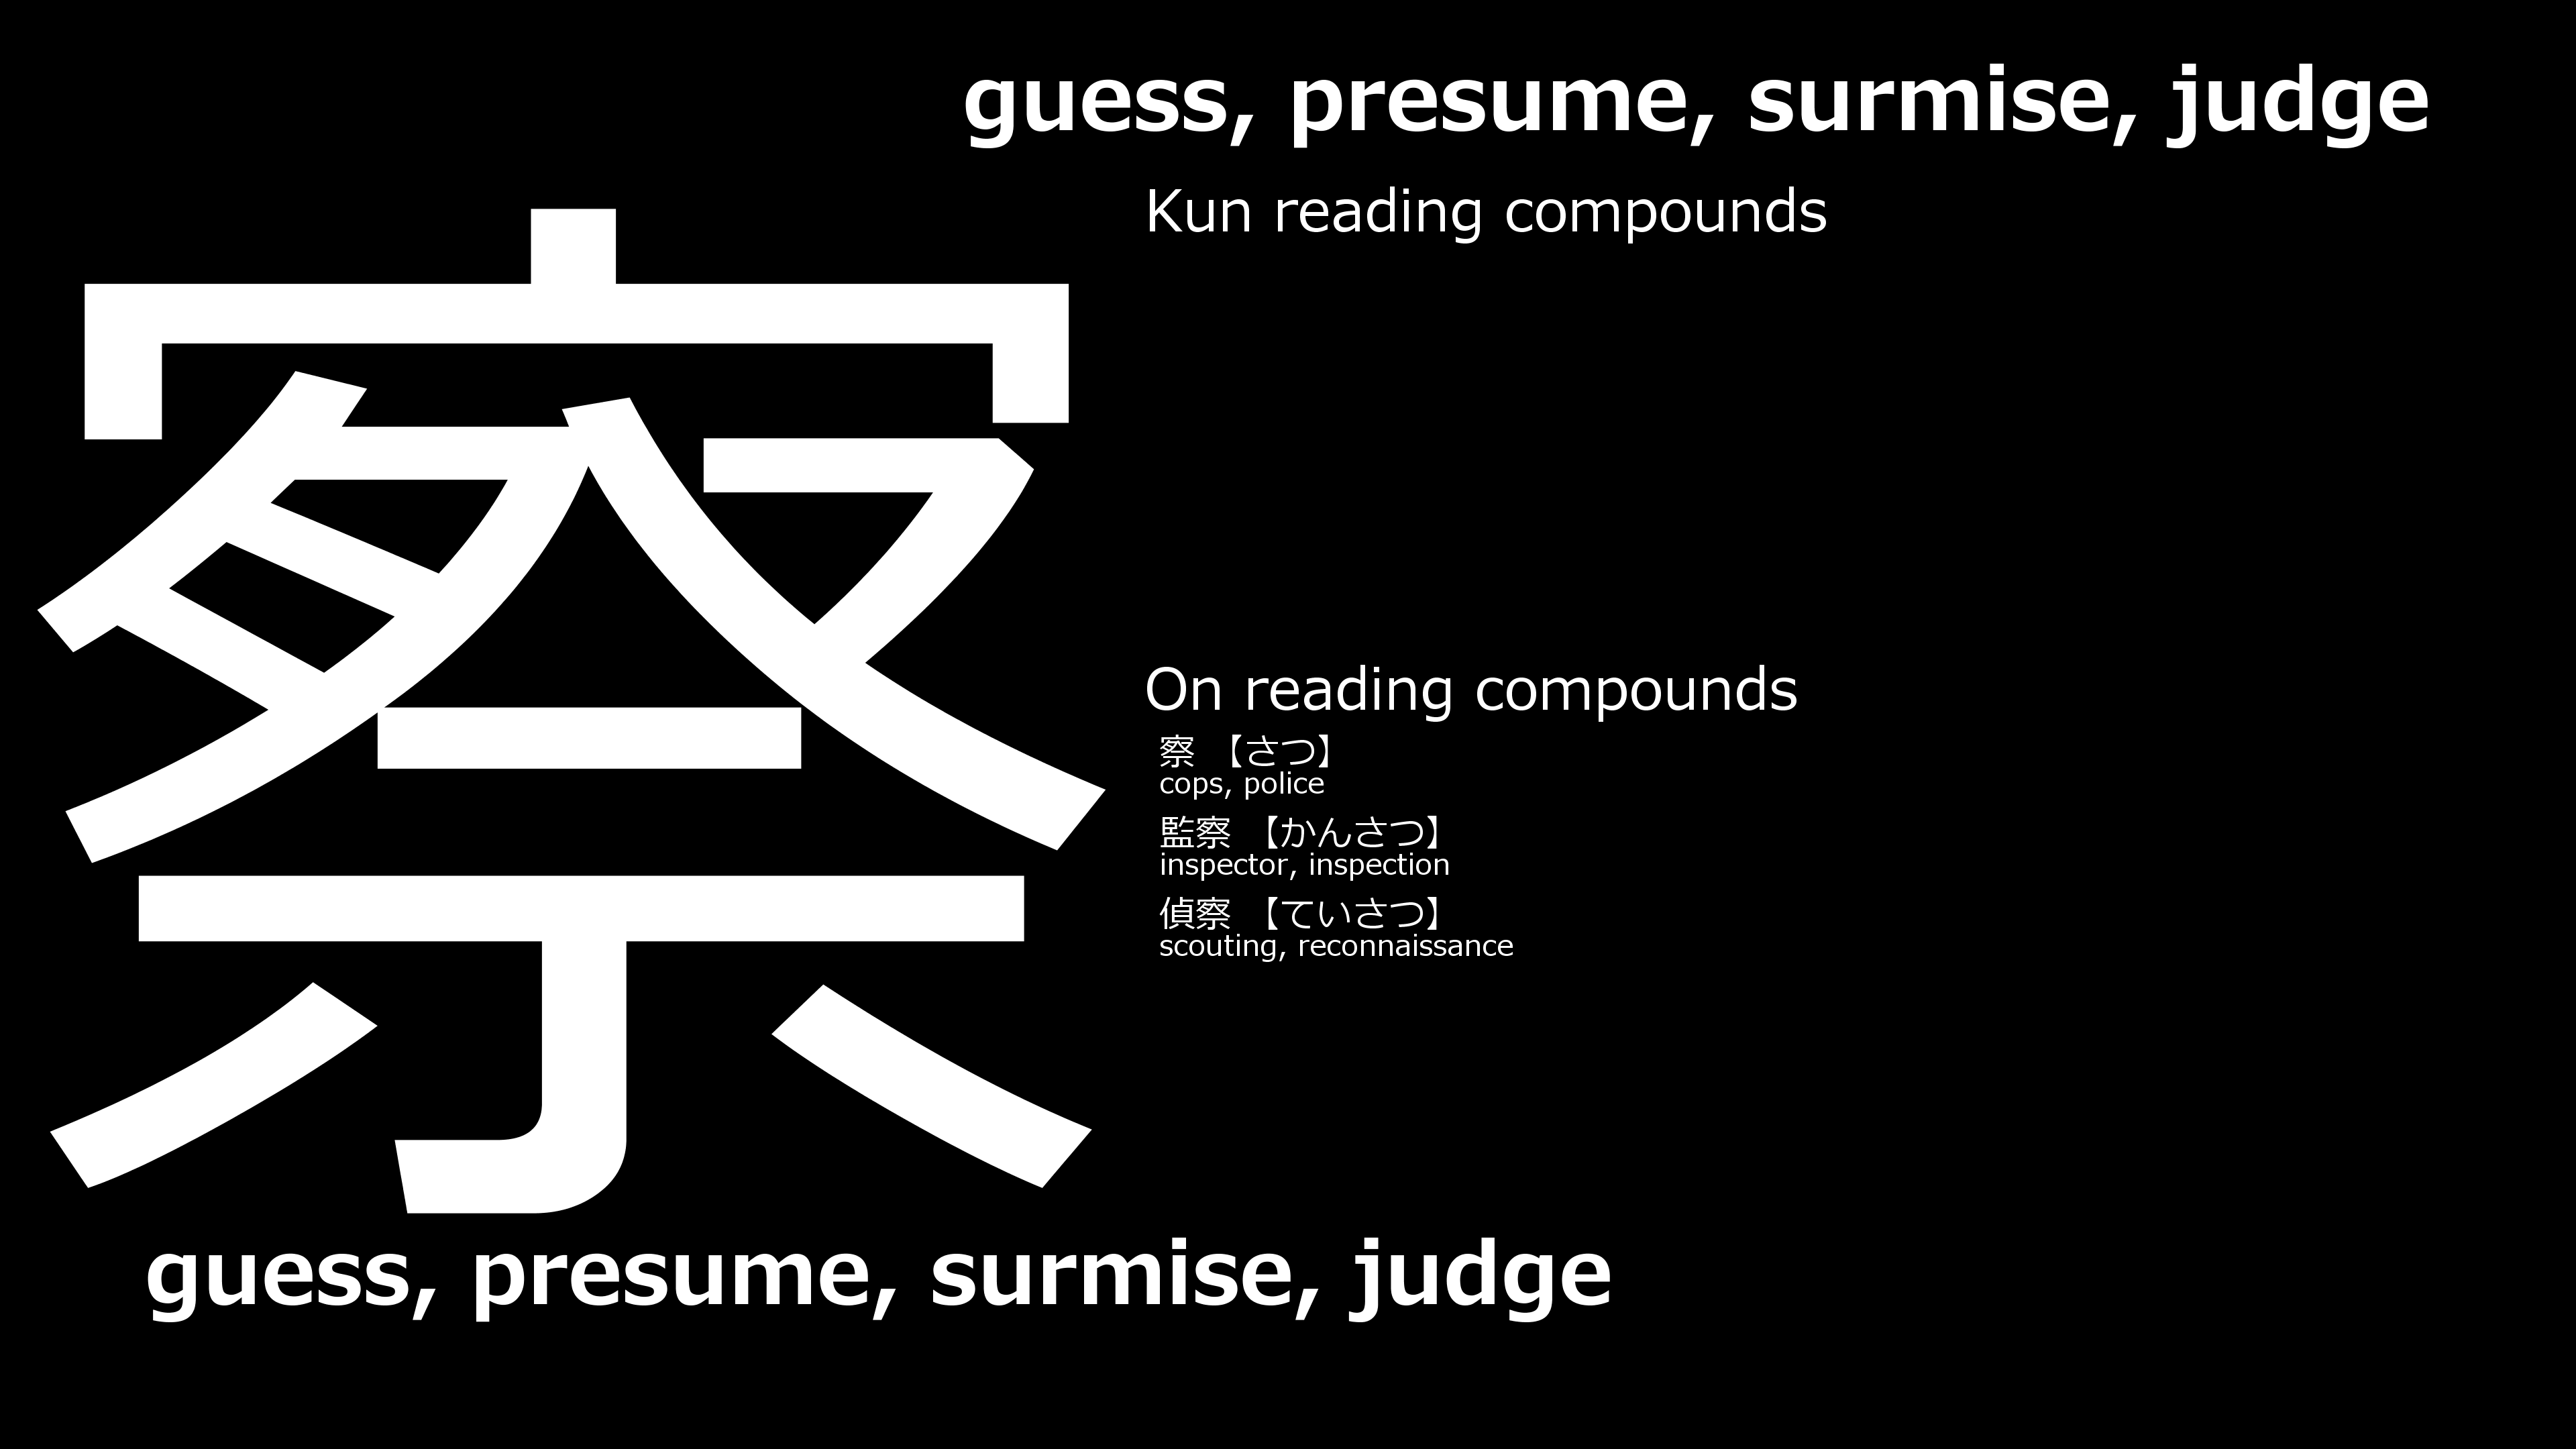 guess, presume, surmise, judge
Kun reading compounds
察
On reading compounds
察 【さつ】
cops, police
監察 【かんさつ】
inspector, inspection
偵察 【ていさつ】
scouting, reconnaissance
guess, presume, surmise, judge